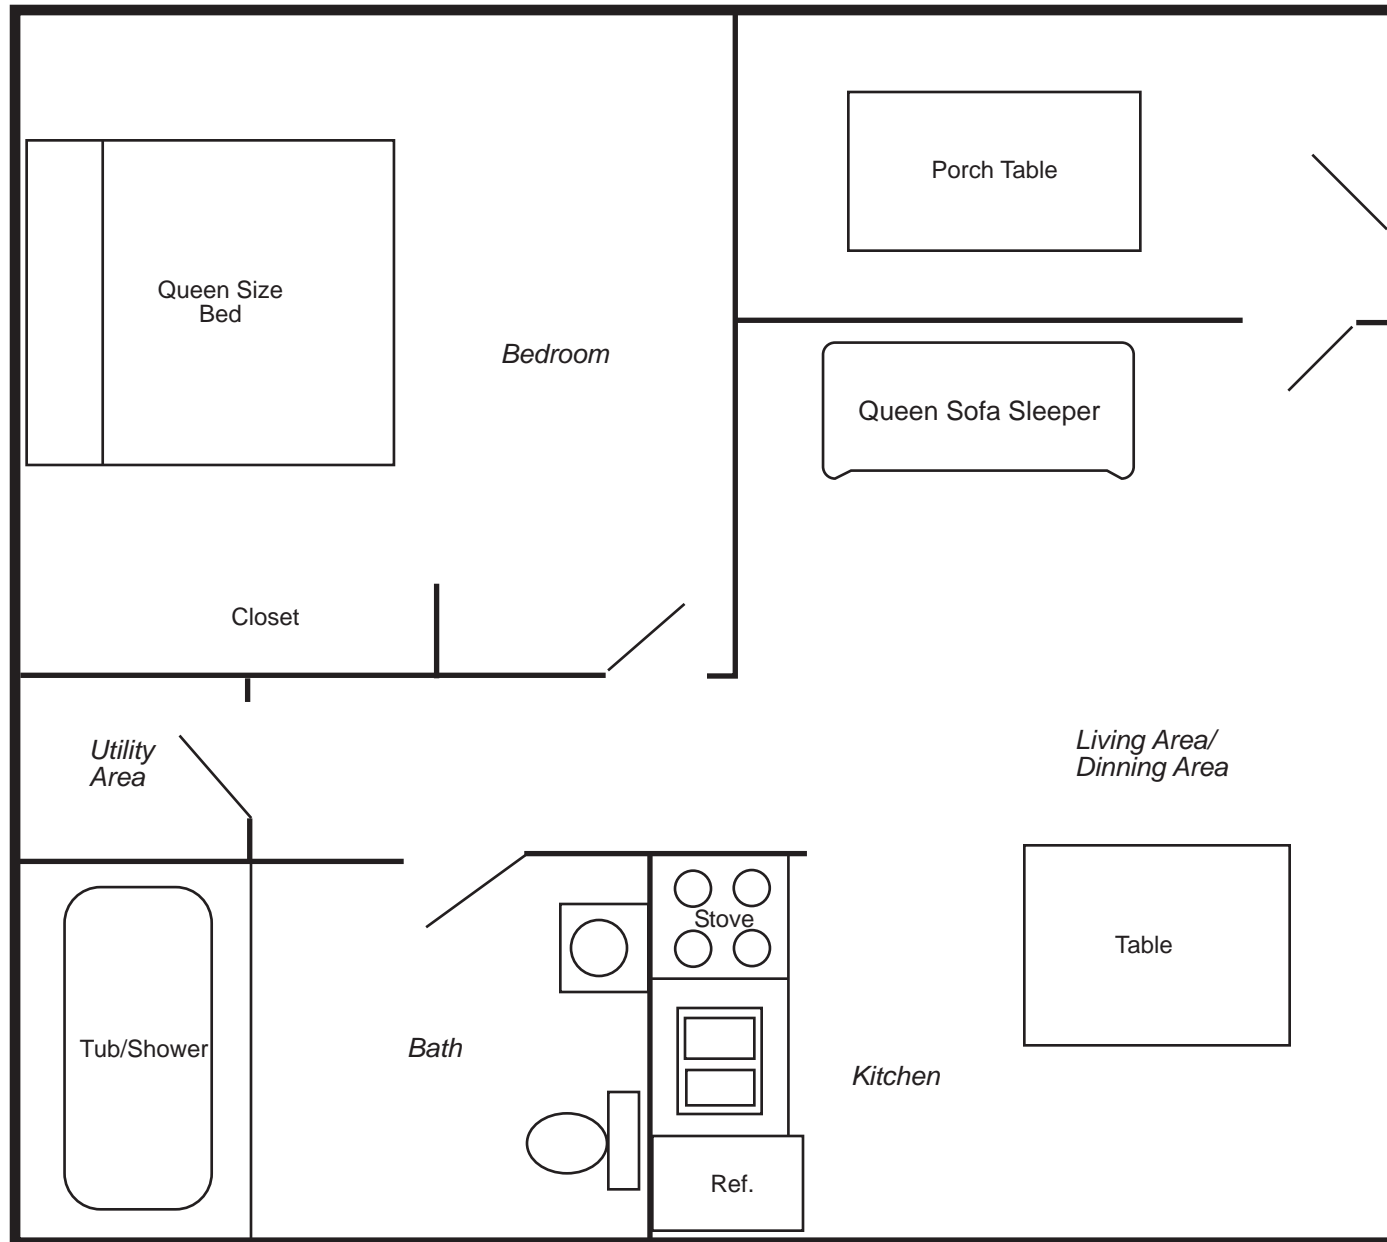 Porch Table
Queen Size
Bed
Bedroom
Queen Sofa Sleeper
Closet
Utility
Area
Living Area/
Dinning Area
Stove
Table
Tub/Shower
Bath
Kitchen
Ref.